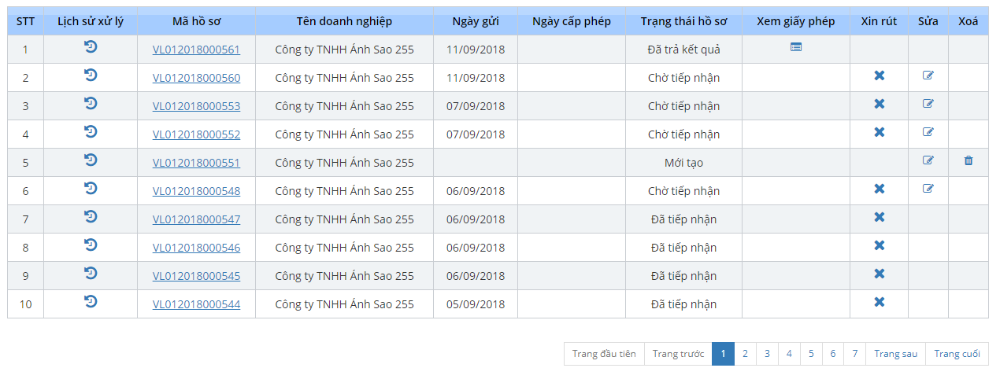 STT Lịch sử xử lý Mã hồ sơ Tên doanh nghiệp Ngày gửi Ngày cấp phép Trạng thái hồ sơ Xem giấy phép Xin rút Sửa Xoá
1 VL012018000561 Công ty TNHH Ánh Sao 255 11/09/2018 Đã trả kết quả
2 VL012018000560 Công ty TNHH Ánh Sao 255 11/09/2018 Chờ tiếp nhận
3 VL012018000553 Công ty TNHH Ánh Sao 255 07/09/2018 Chờ tiếp nhận
4 VL012018000552 Công ty TNHH Ánh Sao 255 07/09/2018 Chờ tiếp nhận
5 VL012018000551 Công ty TNHH Ánh Sao 255 Mới tạo
6 VL012018000548 Công ty TNHH Ánh Sao 255 06/09/2018 Chờ tiếp nhận
7 VL012018000547 Công ty TNHH Ánh Sao 255 06/09/2018 Đã tiếp nhận
8 VL012018000546 Công ty TNHH Ánh Sao 255 06/09/2018 Đã tiếp nhận
9 VL012018000545 Công ty TNHH Ánh Sao 255 06/09/2018 Đã tiếp nhận
10 VL012018000544 Công ty TNHH Ánh Sao 255 05/09/2018 Đã tiếp nhận
Trang đầu tiên Trang trước 1 2 3 4 5 6 7 Trang sau Trang cuối